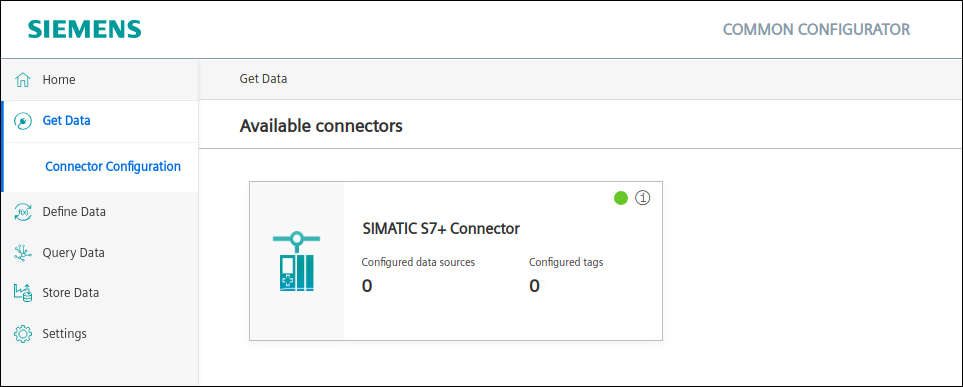 SIEMENS
COMMON CONFIGURATOR
Home
Get Data
Connector Configuration
Define Data
Query Data
Store Data
Settings
Get Data
Available connectors
SIMATIC S7+ Connector
Configured data sources
0
Configured tags
0
f(x)
i